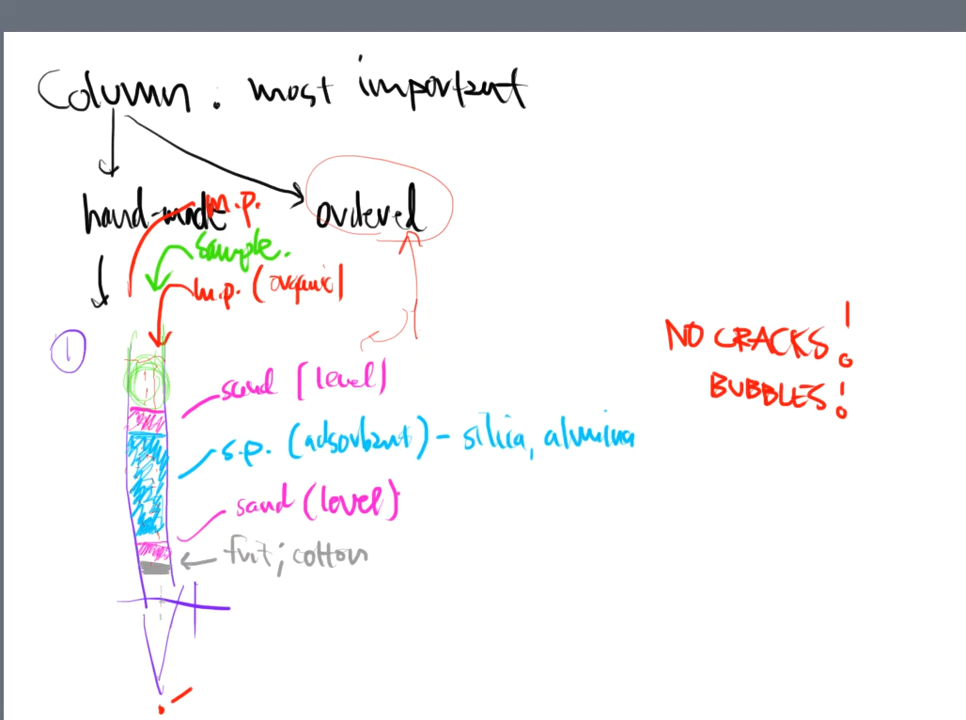 Column : most important
hand-made
ordered
m.p.
sample.
m.p. (organic)
①
sand (level)
s.p. (adsorbant) - silica, alumina
sand (level)
frit; cotton
NO CRACKS!
BUBBLES!